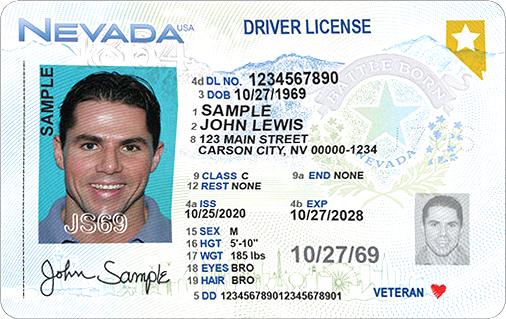 NEVADA USA
DRIVER LICENSE
SAMPLE
JS69
John Sample
4d DL NO. 1234567890
3 DOB 10/27/1969
1 SAMPLE
2 JOHN LEWIS
8 123 MAIN STREET
CARSON CITY, NV 00000-1234
9 CLASS C 9a END NONE
12 REST NONE
4a ISS 4b EXP
10/25/2020 10/27/2028
15 SEX M
16 HGT 5'-10"
17 WGT 185 lbs
18 EYES BRO
19 HAIR BRO
10/27/69
5 DD 12345678901234567 8901
VETERAN
BATTLE BORN
NEVADA